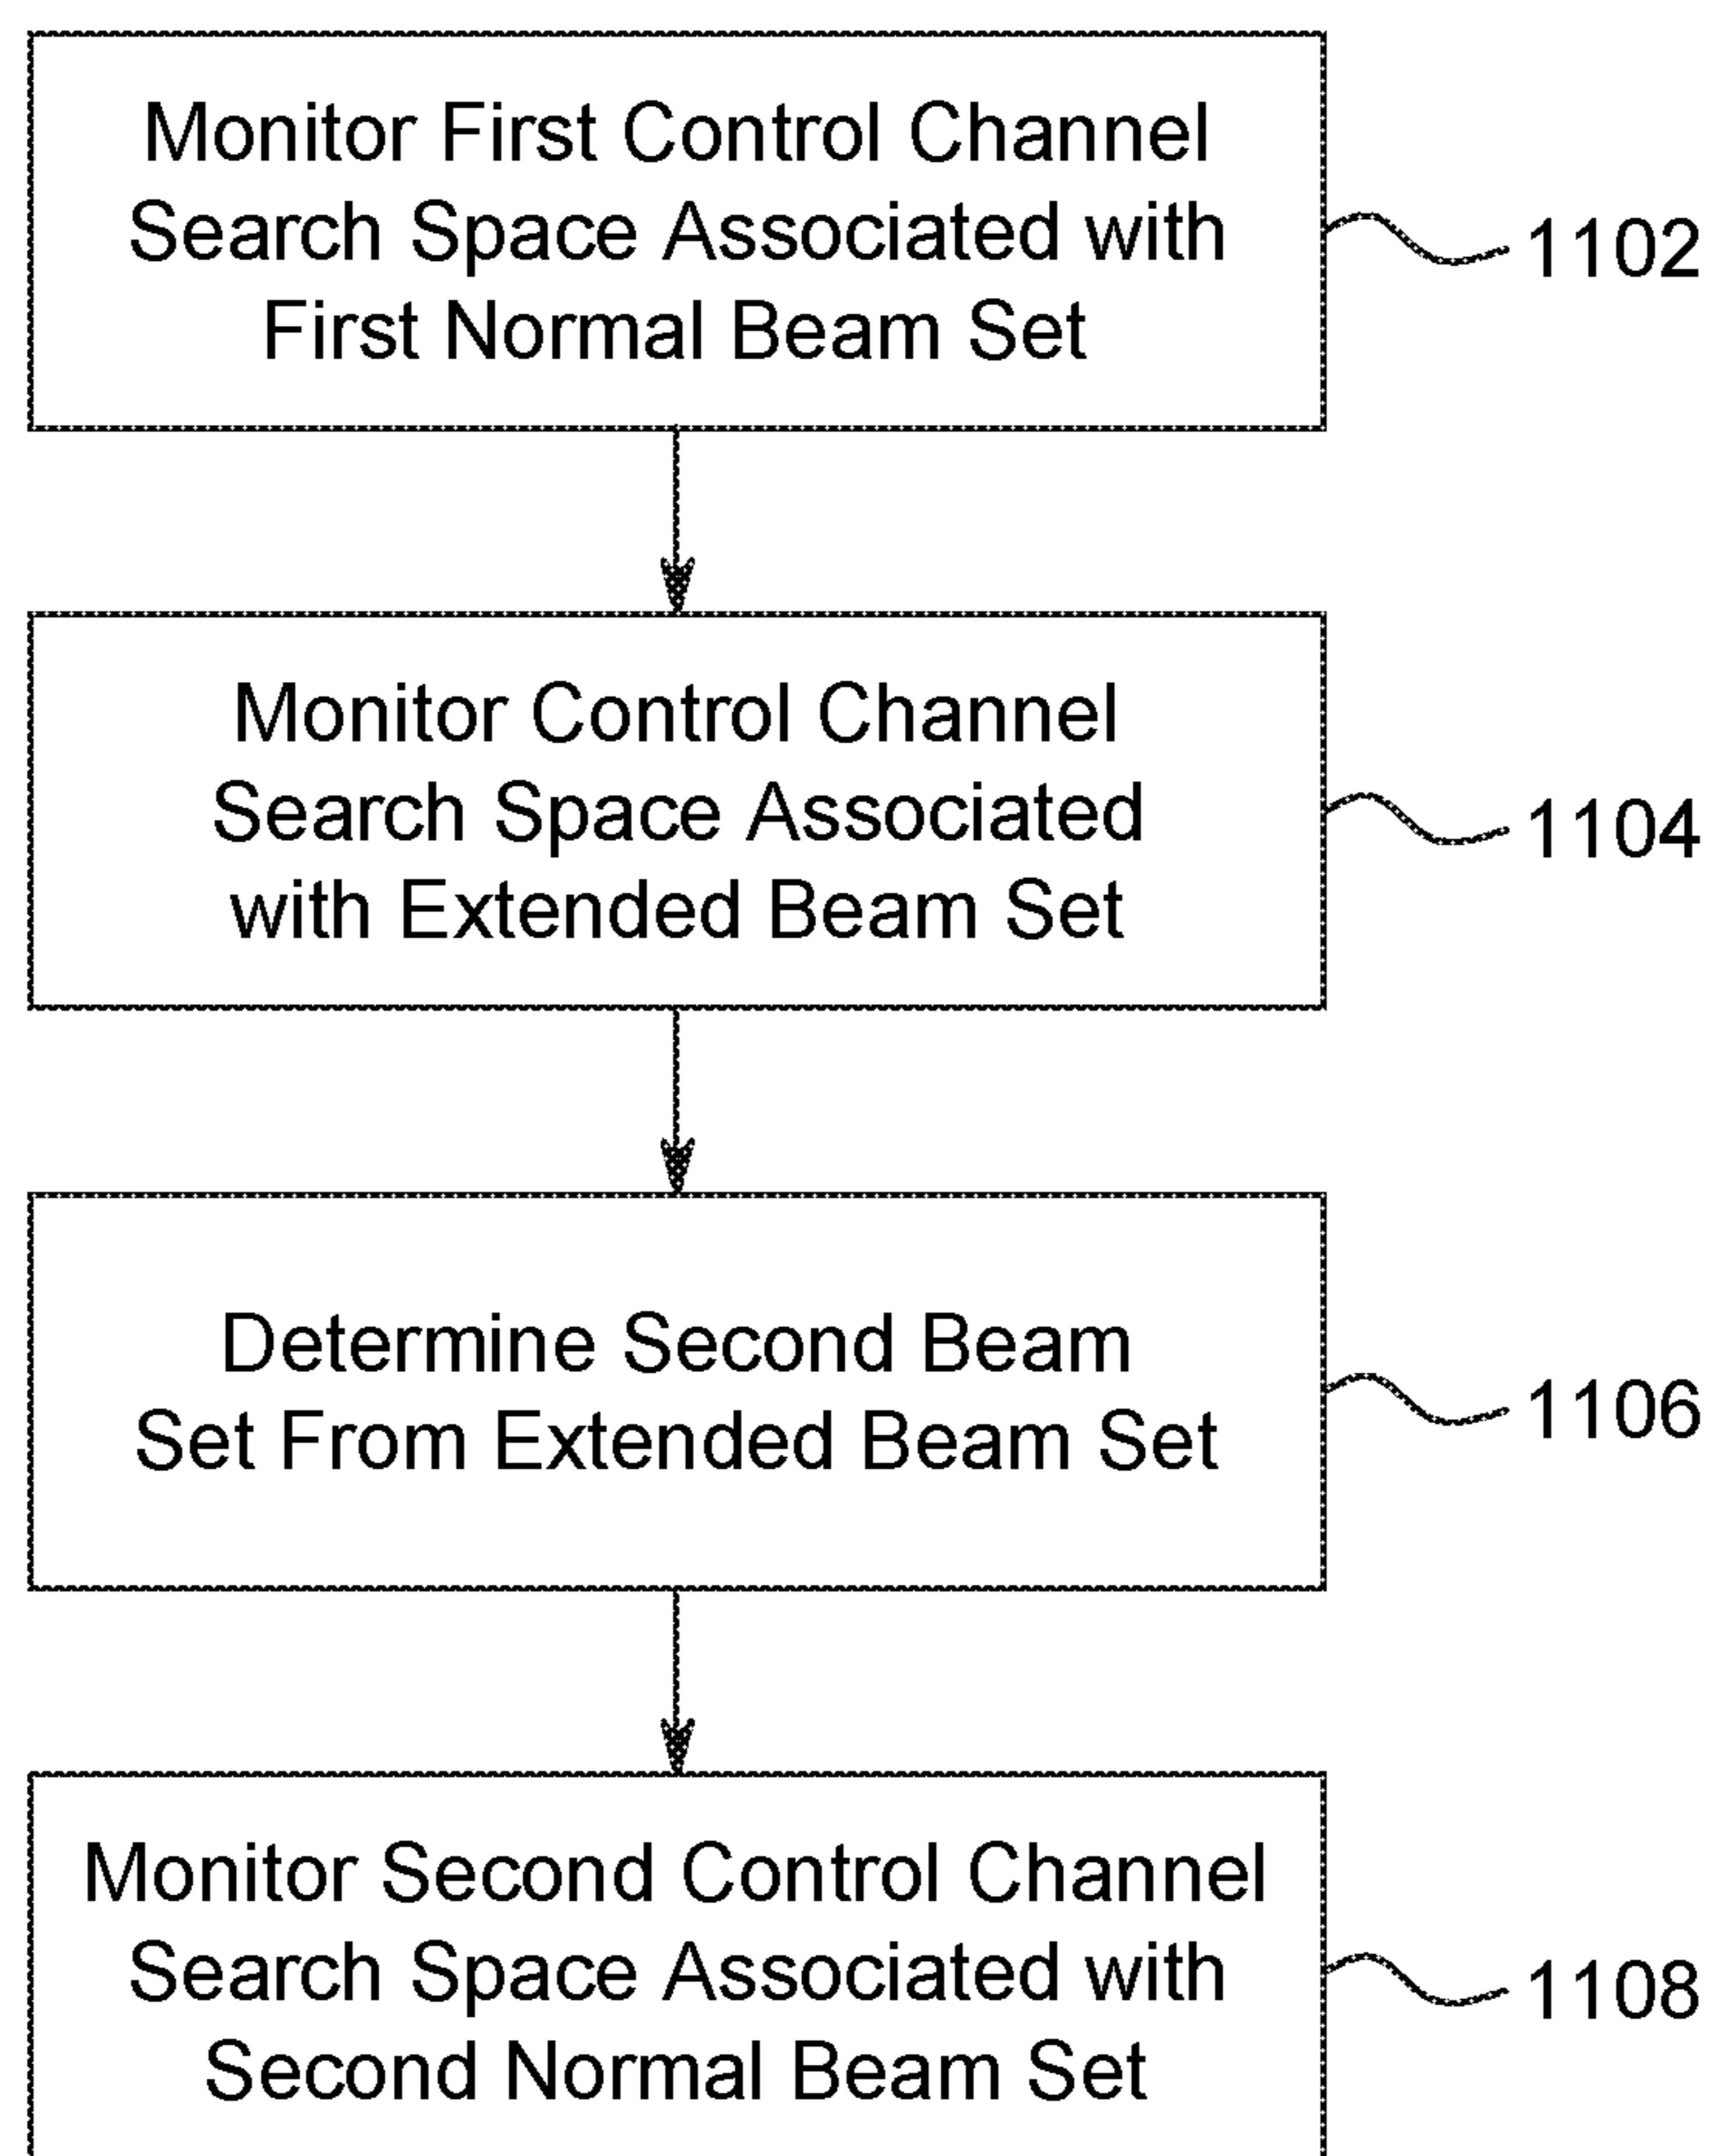 Monitor First Control Channel
Search Space Associated with
First Normal Beam Set
1102
Monitor Control Channel
Search Space Associated
with Extended Beam Set
1104
Determine Second Beam
Set From Extended Beam Set
1106
Monitor Second Control Channel
Search Space Associated with
Second Normal Beam Set
1108